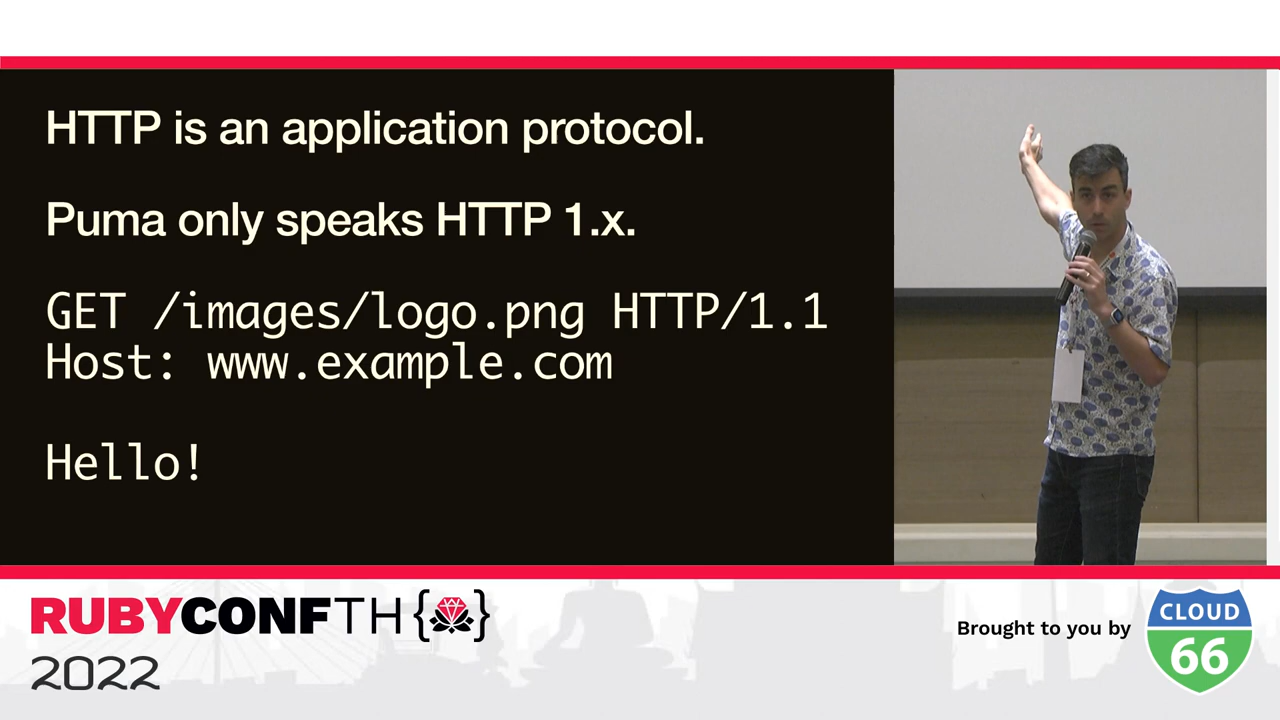 HTTP is an application protocol.
Puma only speaks HTTP 1.x.
GET /images/logo.png HTTP/1.1
Host: www.example.com
Hello!
RUBYCONFTH
2022
Brought to you by
CLOUD
66